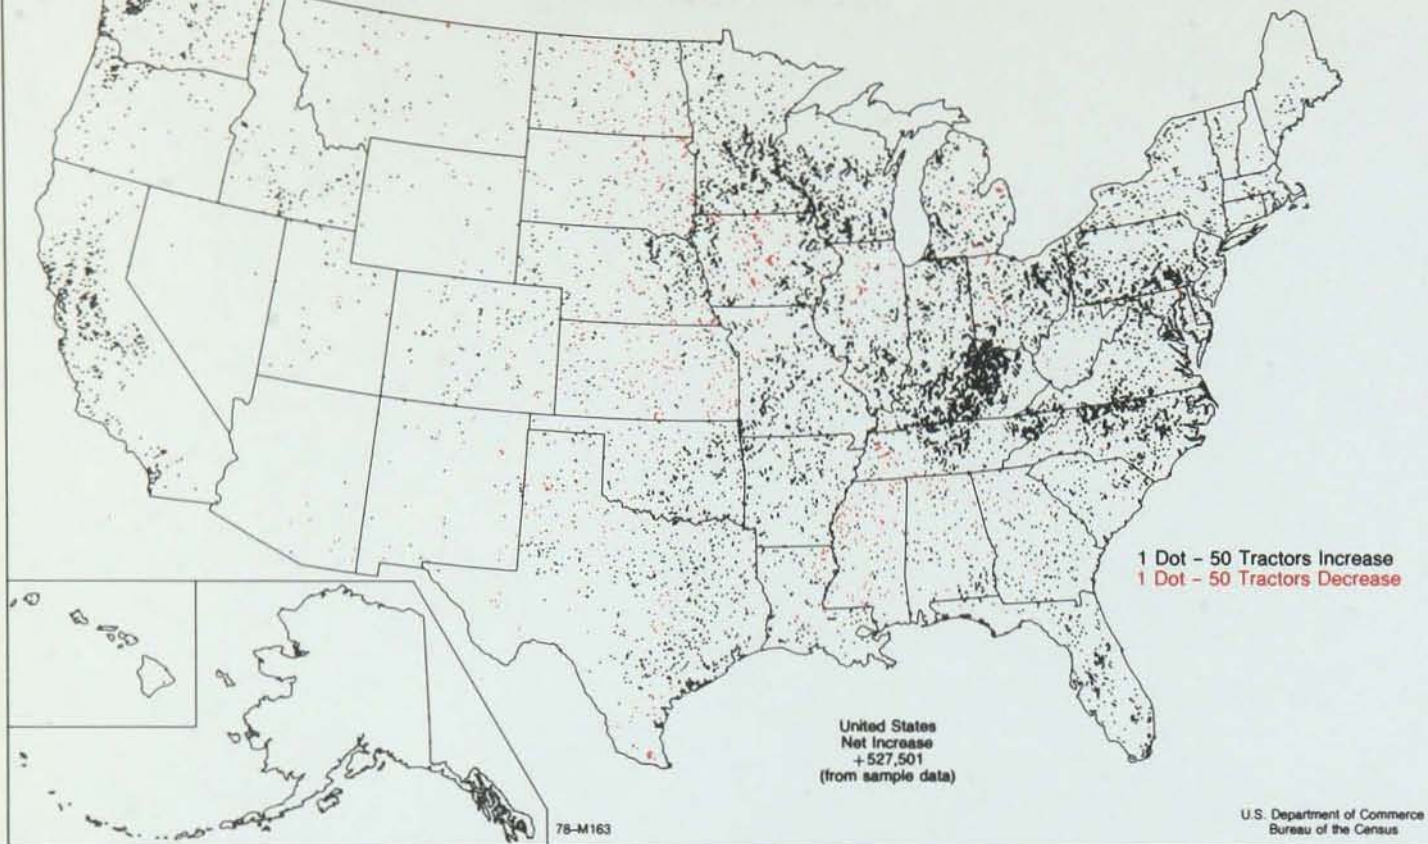 1 Dot – 50 Tractors Increase
1 Dot – 50 Tractors Decrease
United States
Net Increase
+527,501
(from sample data)
78–M163
U.S. Department of Commerce
Bureau of the Census